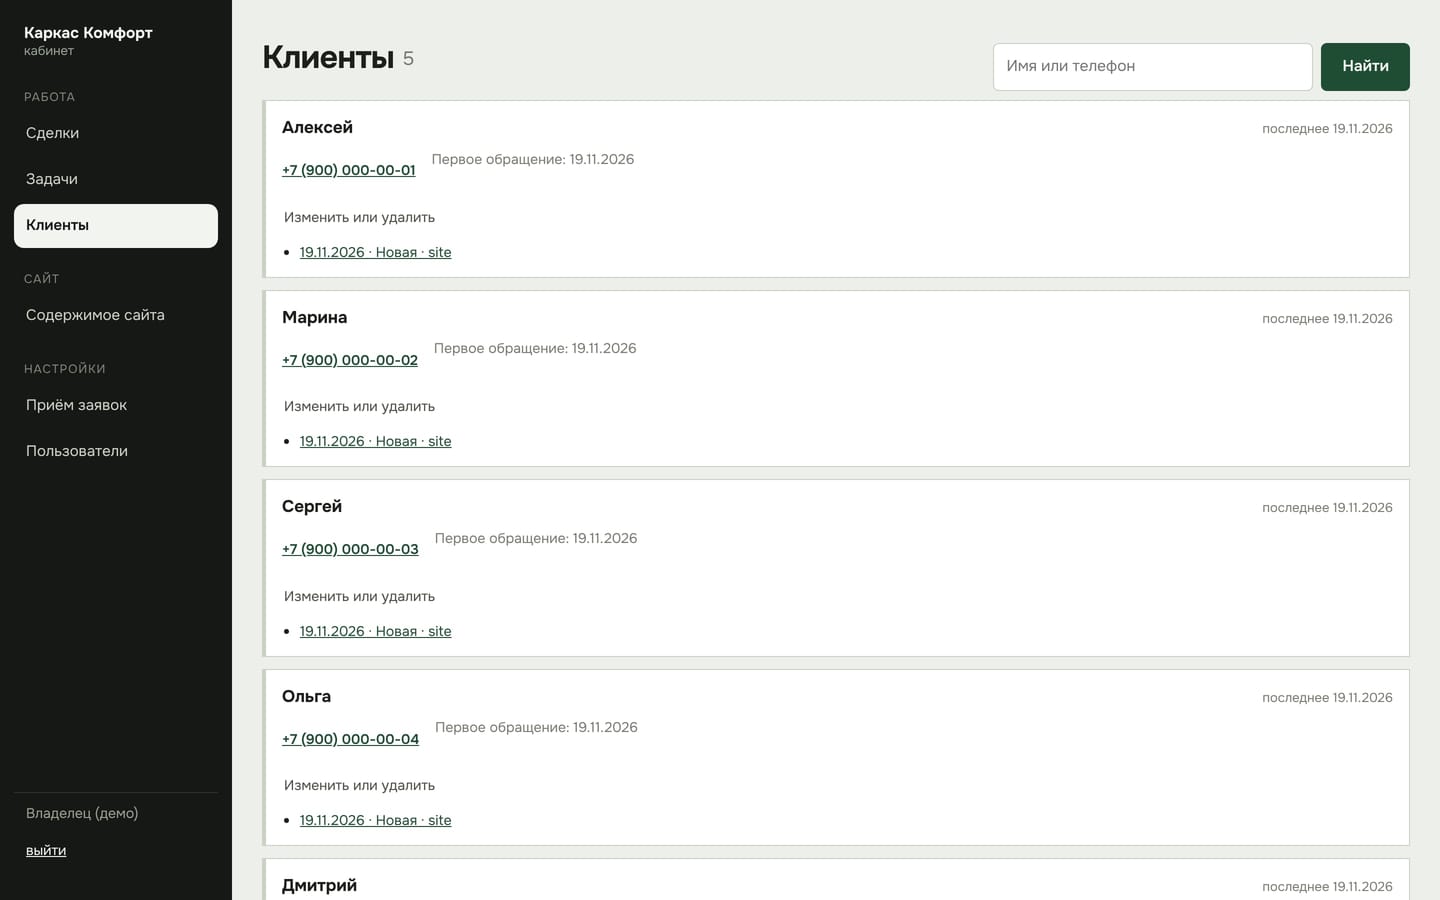 Каркас Комфорт
кабинет
РАБОТА
Сделки
Задачи
Клиенты
САЙТ
Содержимое сайта
НАСТРОЙКИ
Приём заявок
Пользователи
Владелец (демо)
выйти
Клиенты 5
Имя или телефон
Найти
Алексей
последнее 19.11.2026
+7 (900) 000-00-01
Первое обращение: 19.11.2026
Изменить или удалить
• 19.11.2026 · Новая · site
Марина
последнее 19.11.2026
+7 (900) 000-00-02
Первое обращение: 19.11.2026
Изменить или удалить
• 19.11.2026 · Новая · site
Сергей
последнее 19.11.2026
+7 (900) 000-00-03
Первое обращение: 19.11.2026
Изменить или удалить
• 19.11.2026 · Новая · site
Ольга
последнее 19.11.2026
+7 (900) 000-00-04
Первое обращение: 19.11.2026
Изменить или удалить
• 19.11.2026 · Новая · site
Дмитрий
последнее 19.11.2026